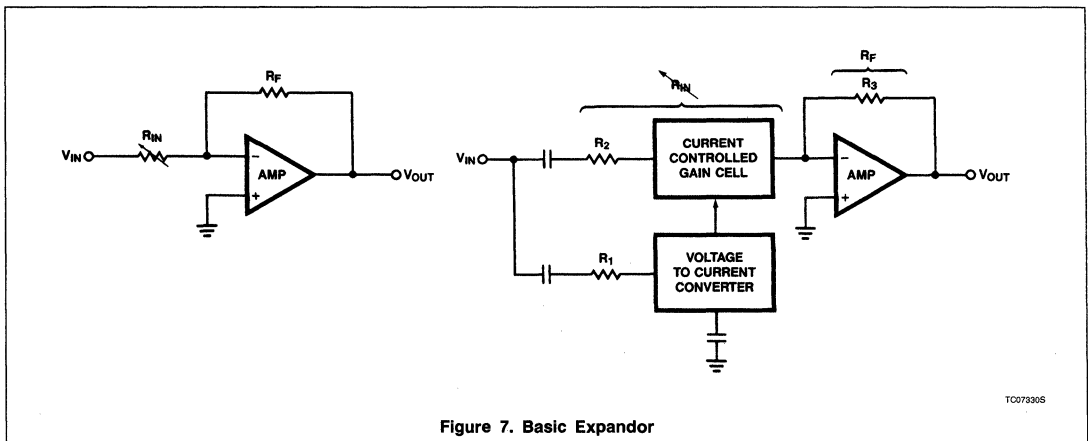 RF
RIN
VIN
−
AMP
+
VOUT
RIN
RF
R3
VIN
R2
CURRENT
CONTROLLED
GAIN CELL
−
AMP
+
VOUT
R1
VOLTAGE
TO CURRENT
CONVERTER
TC07330S
Figure 7. Basic Expandor